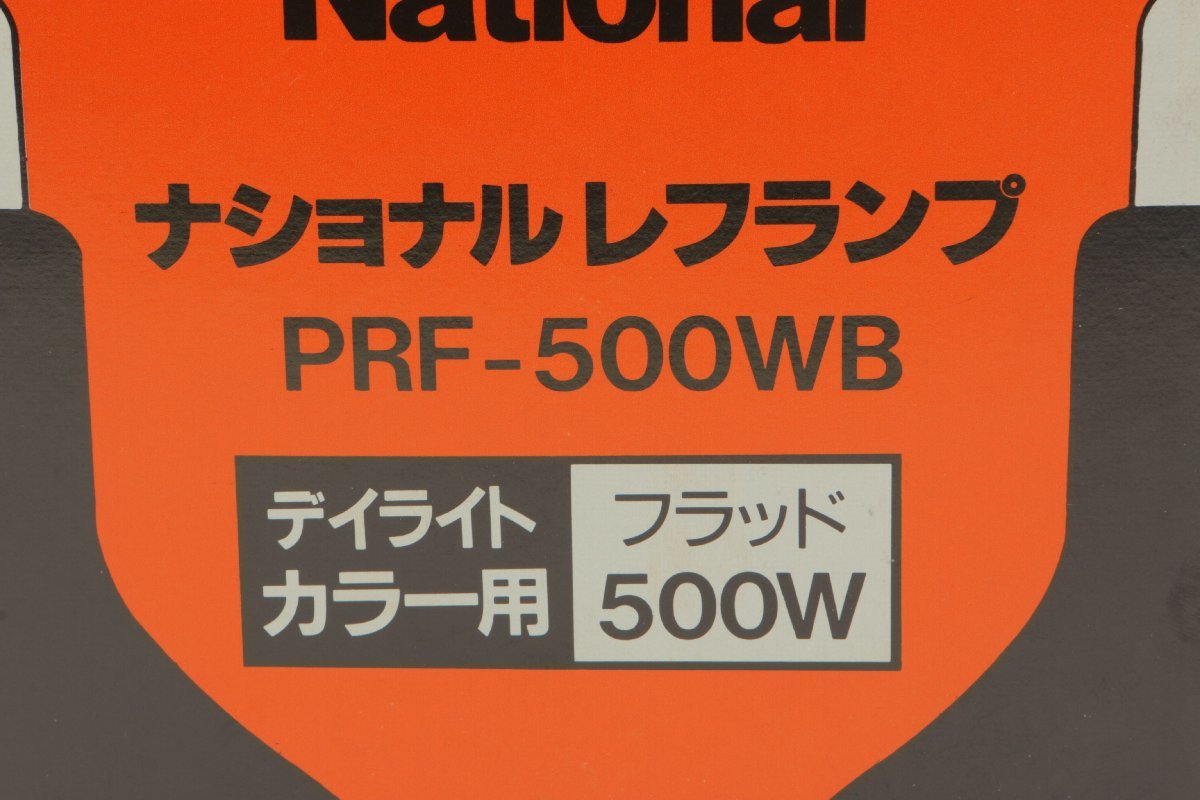 National
ナショナル レフランプ
PRF-500WB
デイライト
カラー用
フラッド
500W